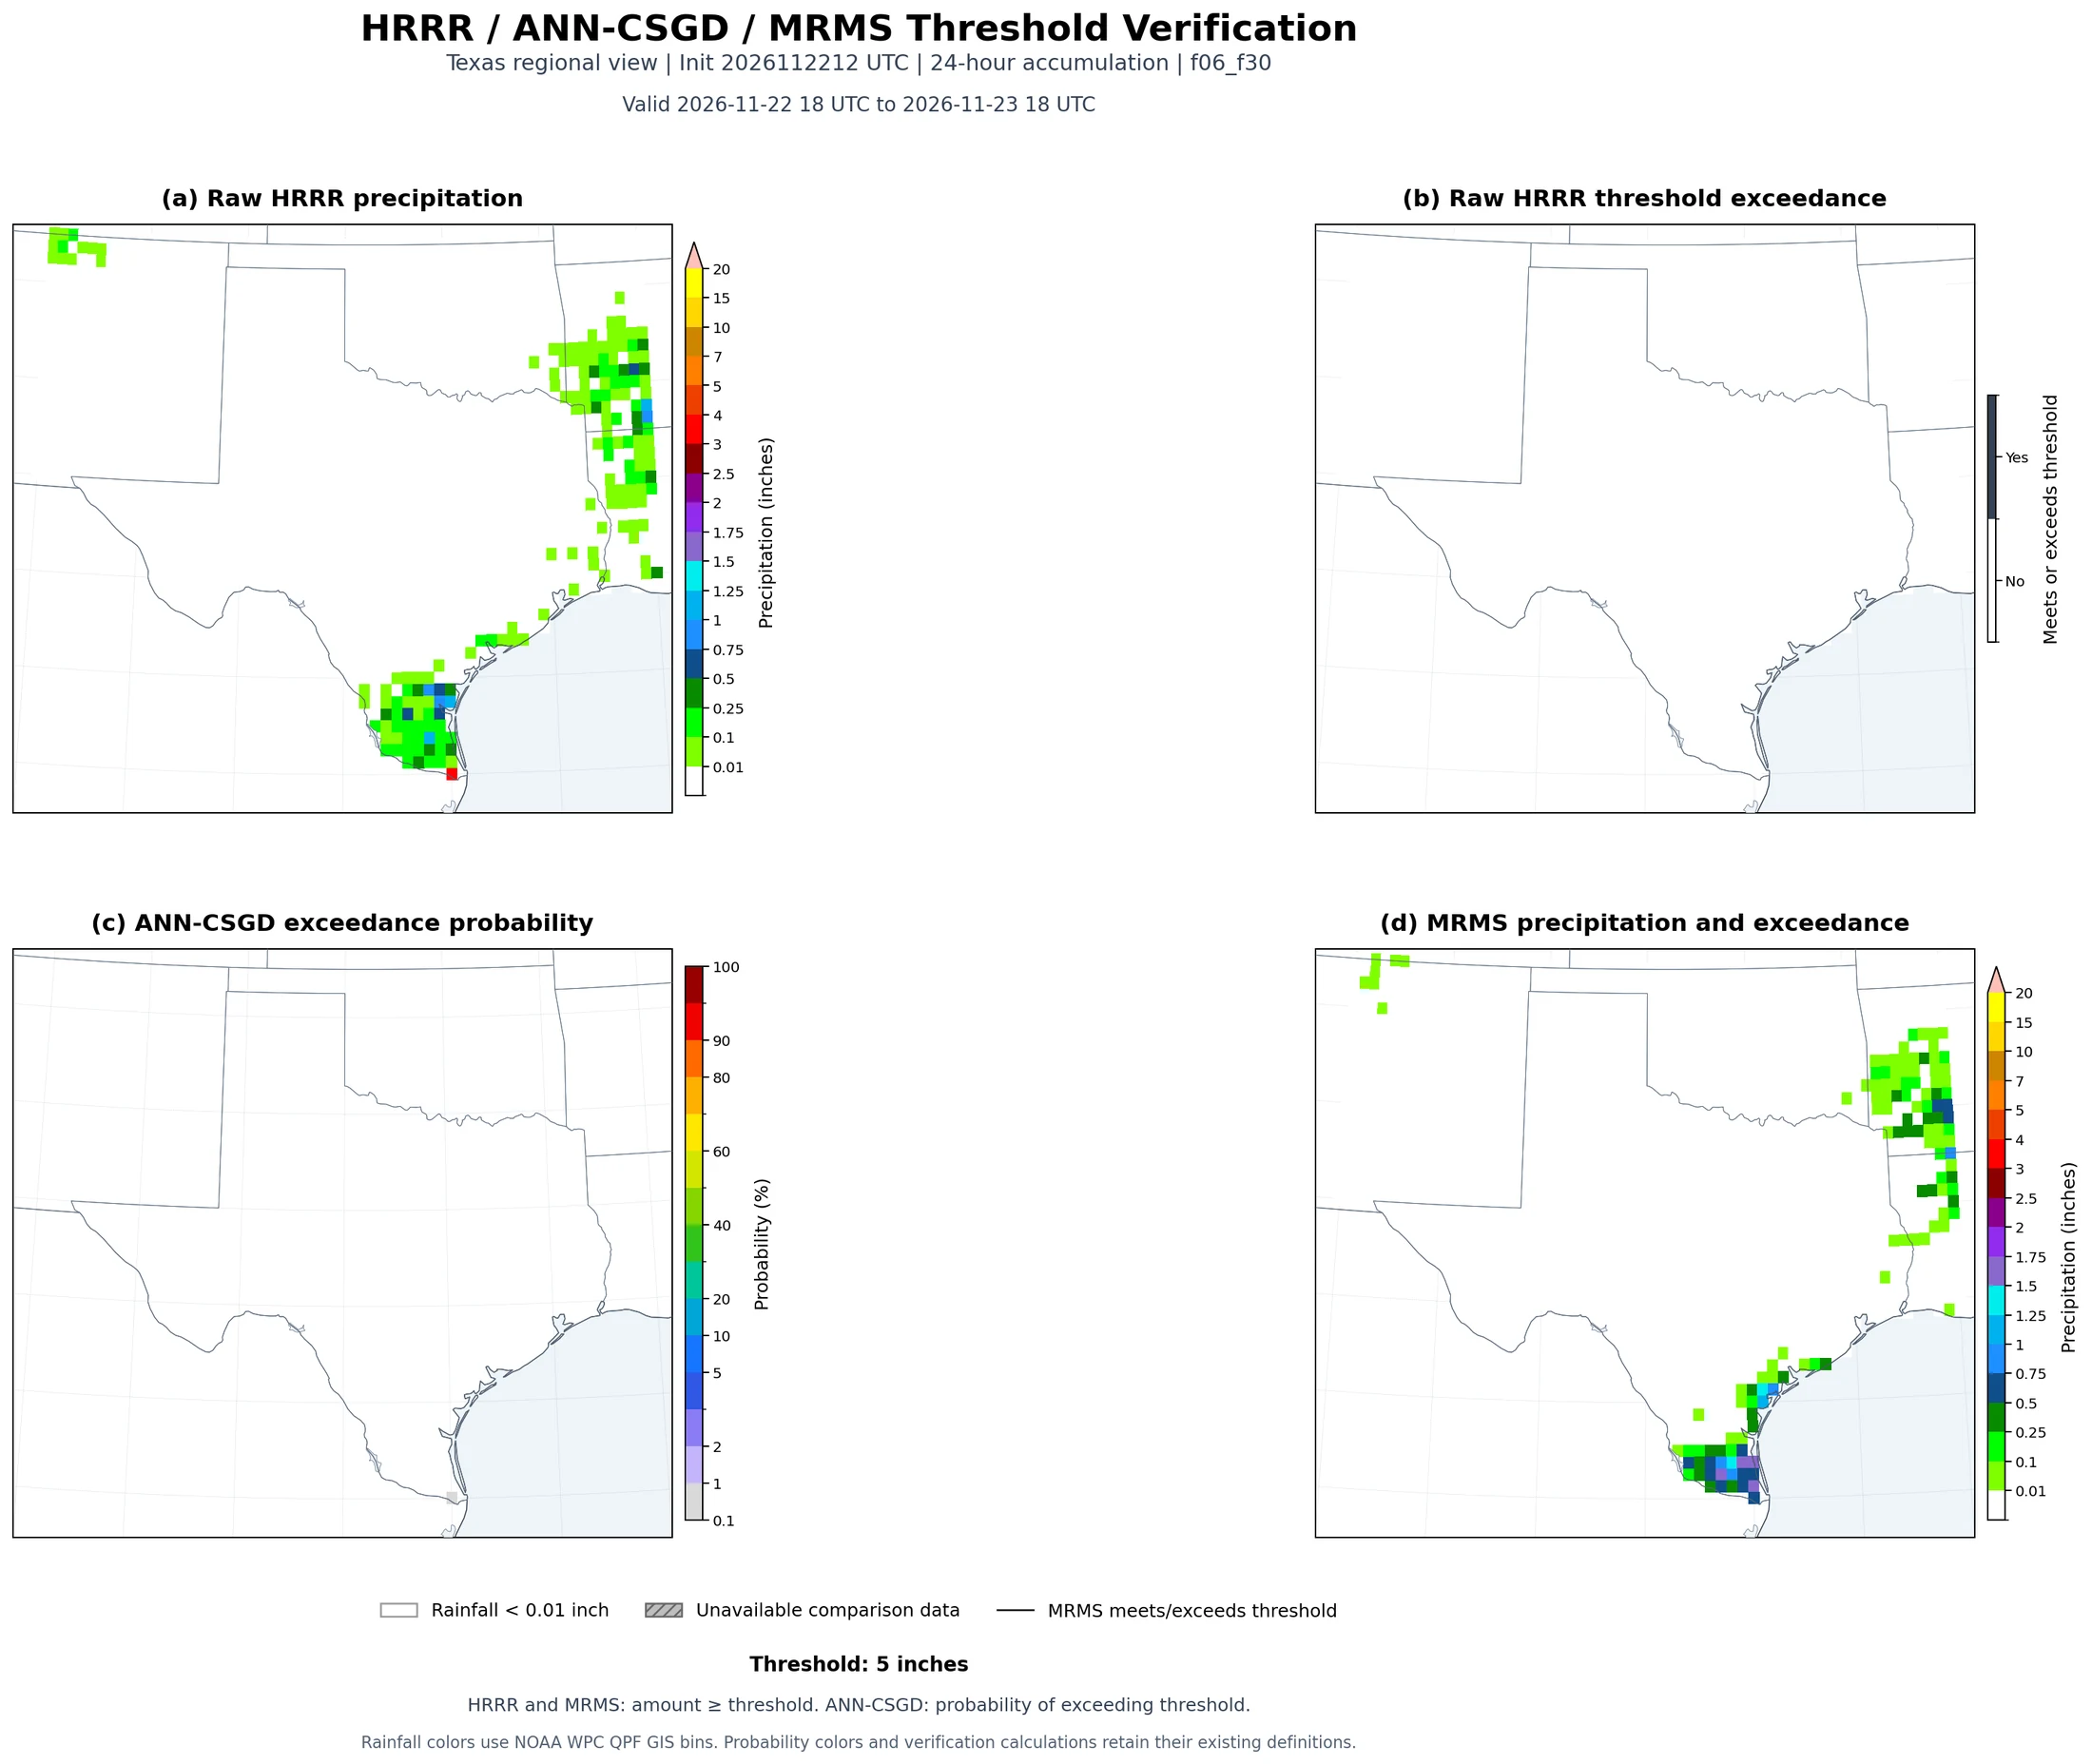 HRRR / ANN-CSGD / MRMS Threshold Verification
Texas regional view | Init 2026112212 UTC | 24-hour accumulation | f06_f30
Valid 2026-11-22 18 UTC to 2026-11-23 18 UTC
(a) Raw HRRR precipitation
20
15
10
7
5
4
3
2.5
2
1.75
1.5
1.25
1
0.75
0.5
0.25
0.1
0.01
Precipitation (inches)
(b) Raw HRRR threshold exceedance
Yes
No
Meets or exceeds threshold
(c) ANN-CSGD exceedance probability
100
90
80
60
40
20
10
5
2
1
0.1
Probability (%)
(d) MRMS precipitation and exceedance
20
15
10
7
5
4
3
2.5
2
1.75
1.5
1.25
1
0.75
0.5
0.25
0.1
0.01
Precipitation (inches)
Rainfall < 0.01 inch
Unavailable comparison data
MRMS meets/exceeds threshold
Threshold: 5 inches
HRRR and MRMS: amount ≥ threshold. ANN-CSGD: probability of exceeding threshold.
Rainfall colors use NOAA WPC QPF GIS bins. Probability colors and verification calculations retain their existing definitions.